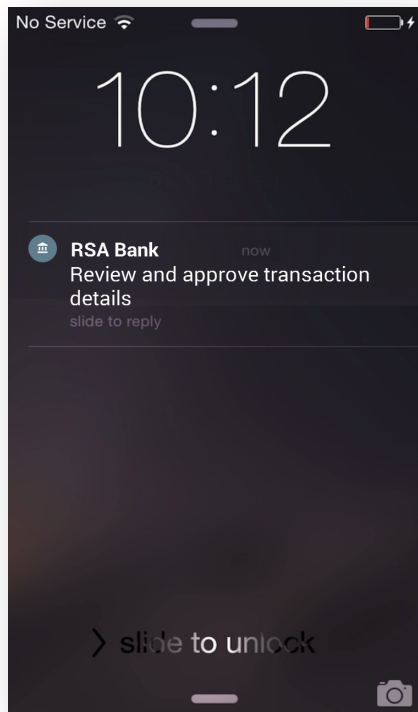 No Service
10:12
RSA Bank now
Review and approve transaction
details
slide to reply
slide to unlock